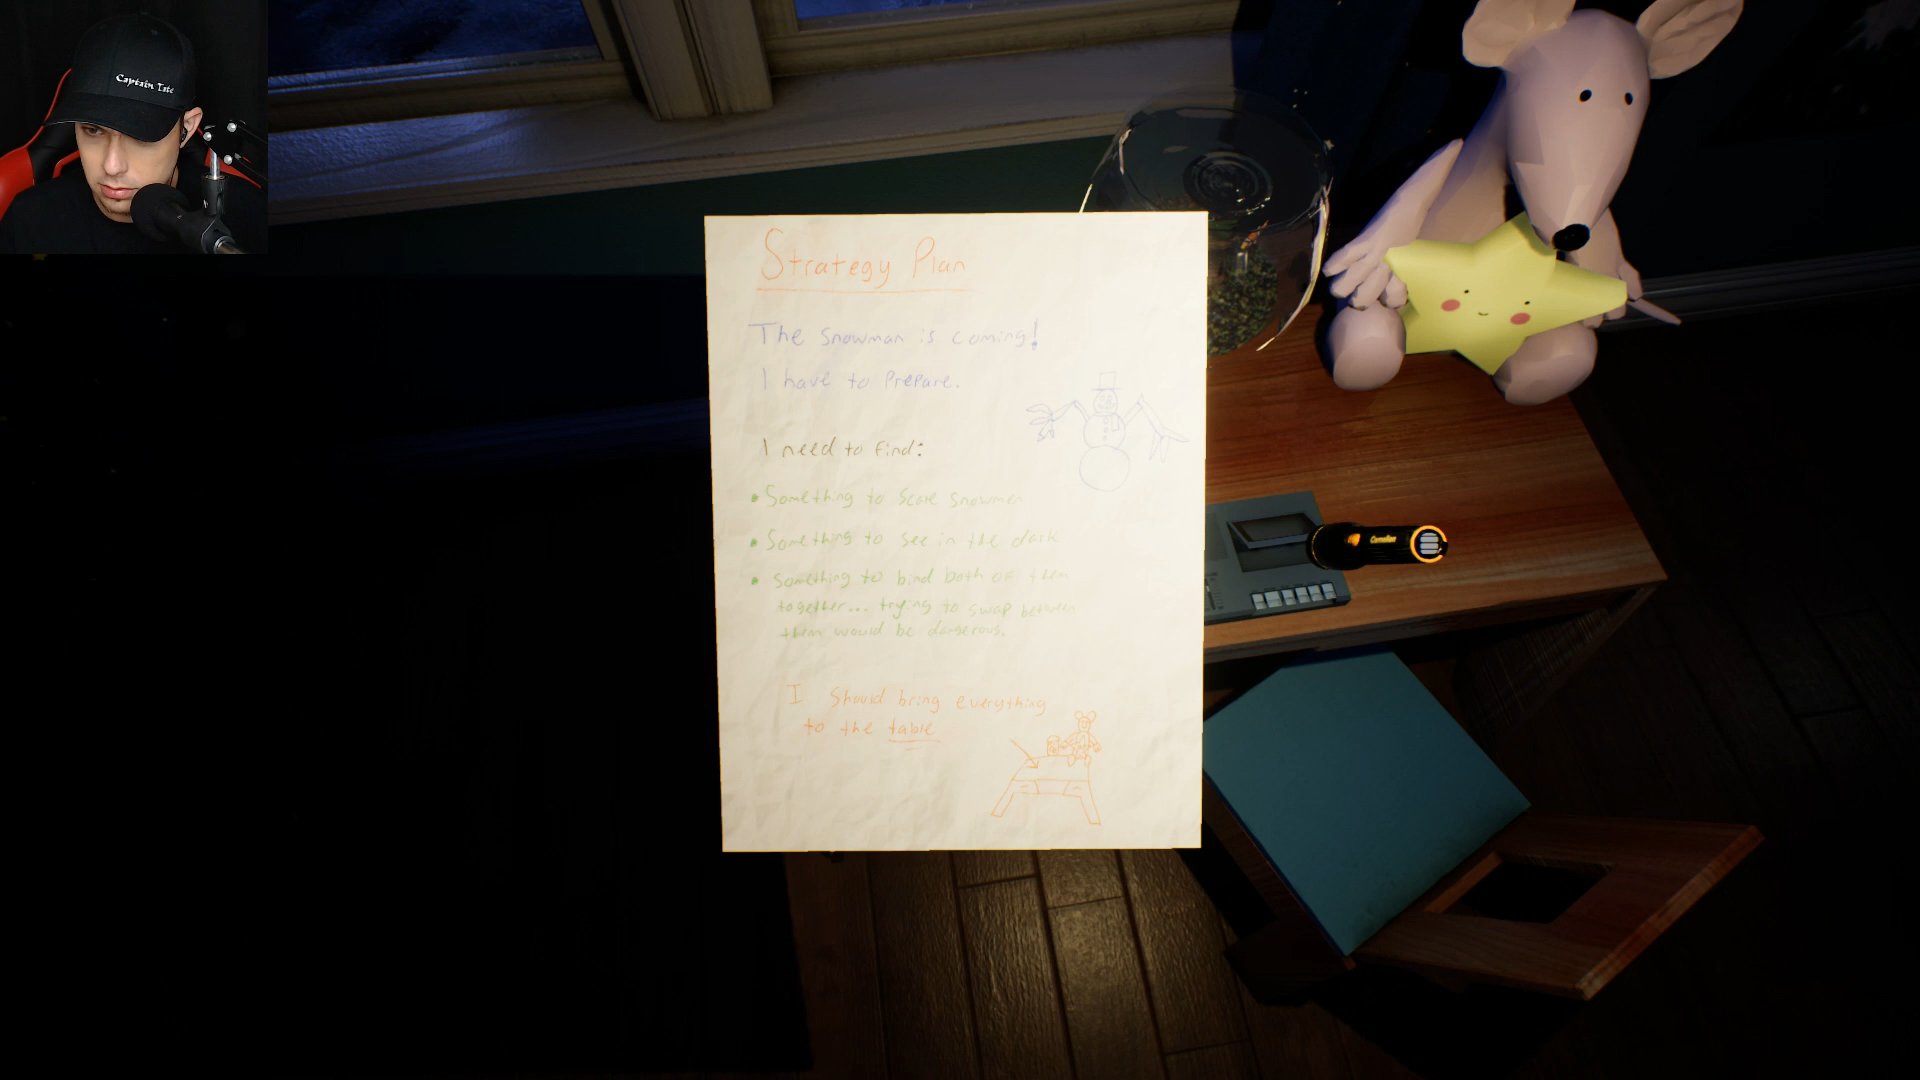 Captain Tate
Strategy Plan
The Snowman is coming!
I have to Prepare.
I need to find:
• Something to Scare Snowmen
• Something to see in the dark
• Something to bind both of them
together... trying to swap between
them would be dangerous.
Camelion
I Should bring everything
to the table